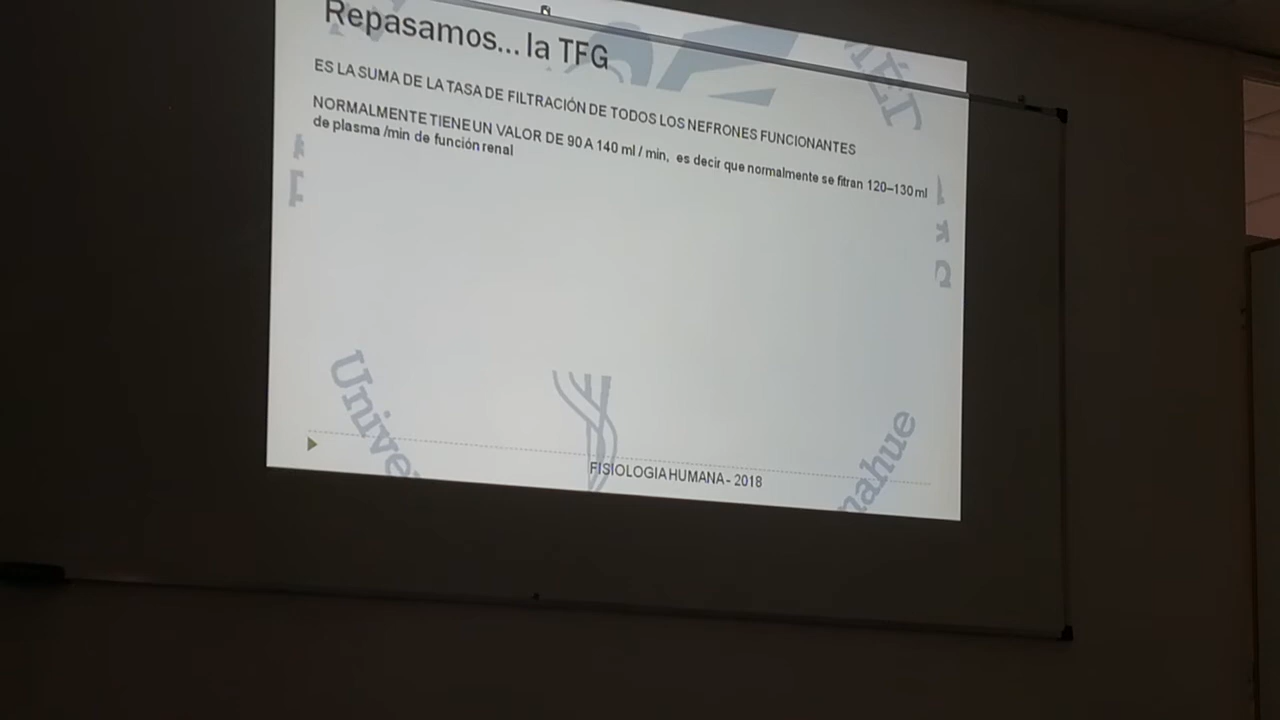 Repasamos... la TFG
ES LA SUMA DE LA TASA DE FILTRACIÓN DE TODOS LOS NEFRONES FUNCIONANTES
NORMALMENTE TIENE UN VALOR DE 90 A 140 ml / min, es decir que normalmente se fitran 120–130 ml
de plasma /min de función renal
FISIOLOGIA HUMANA - 2018